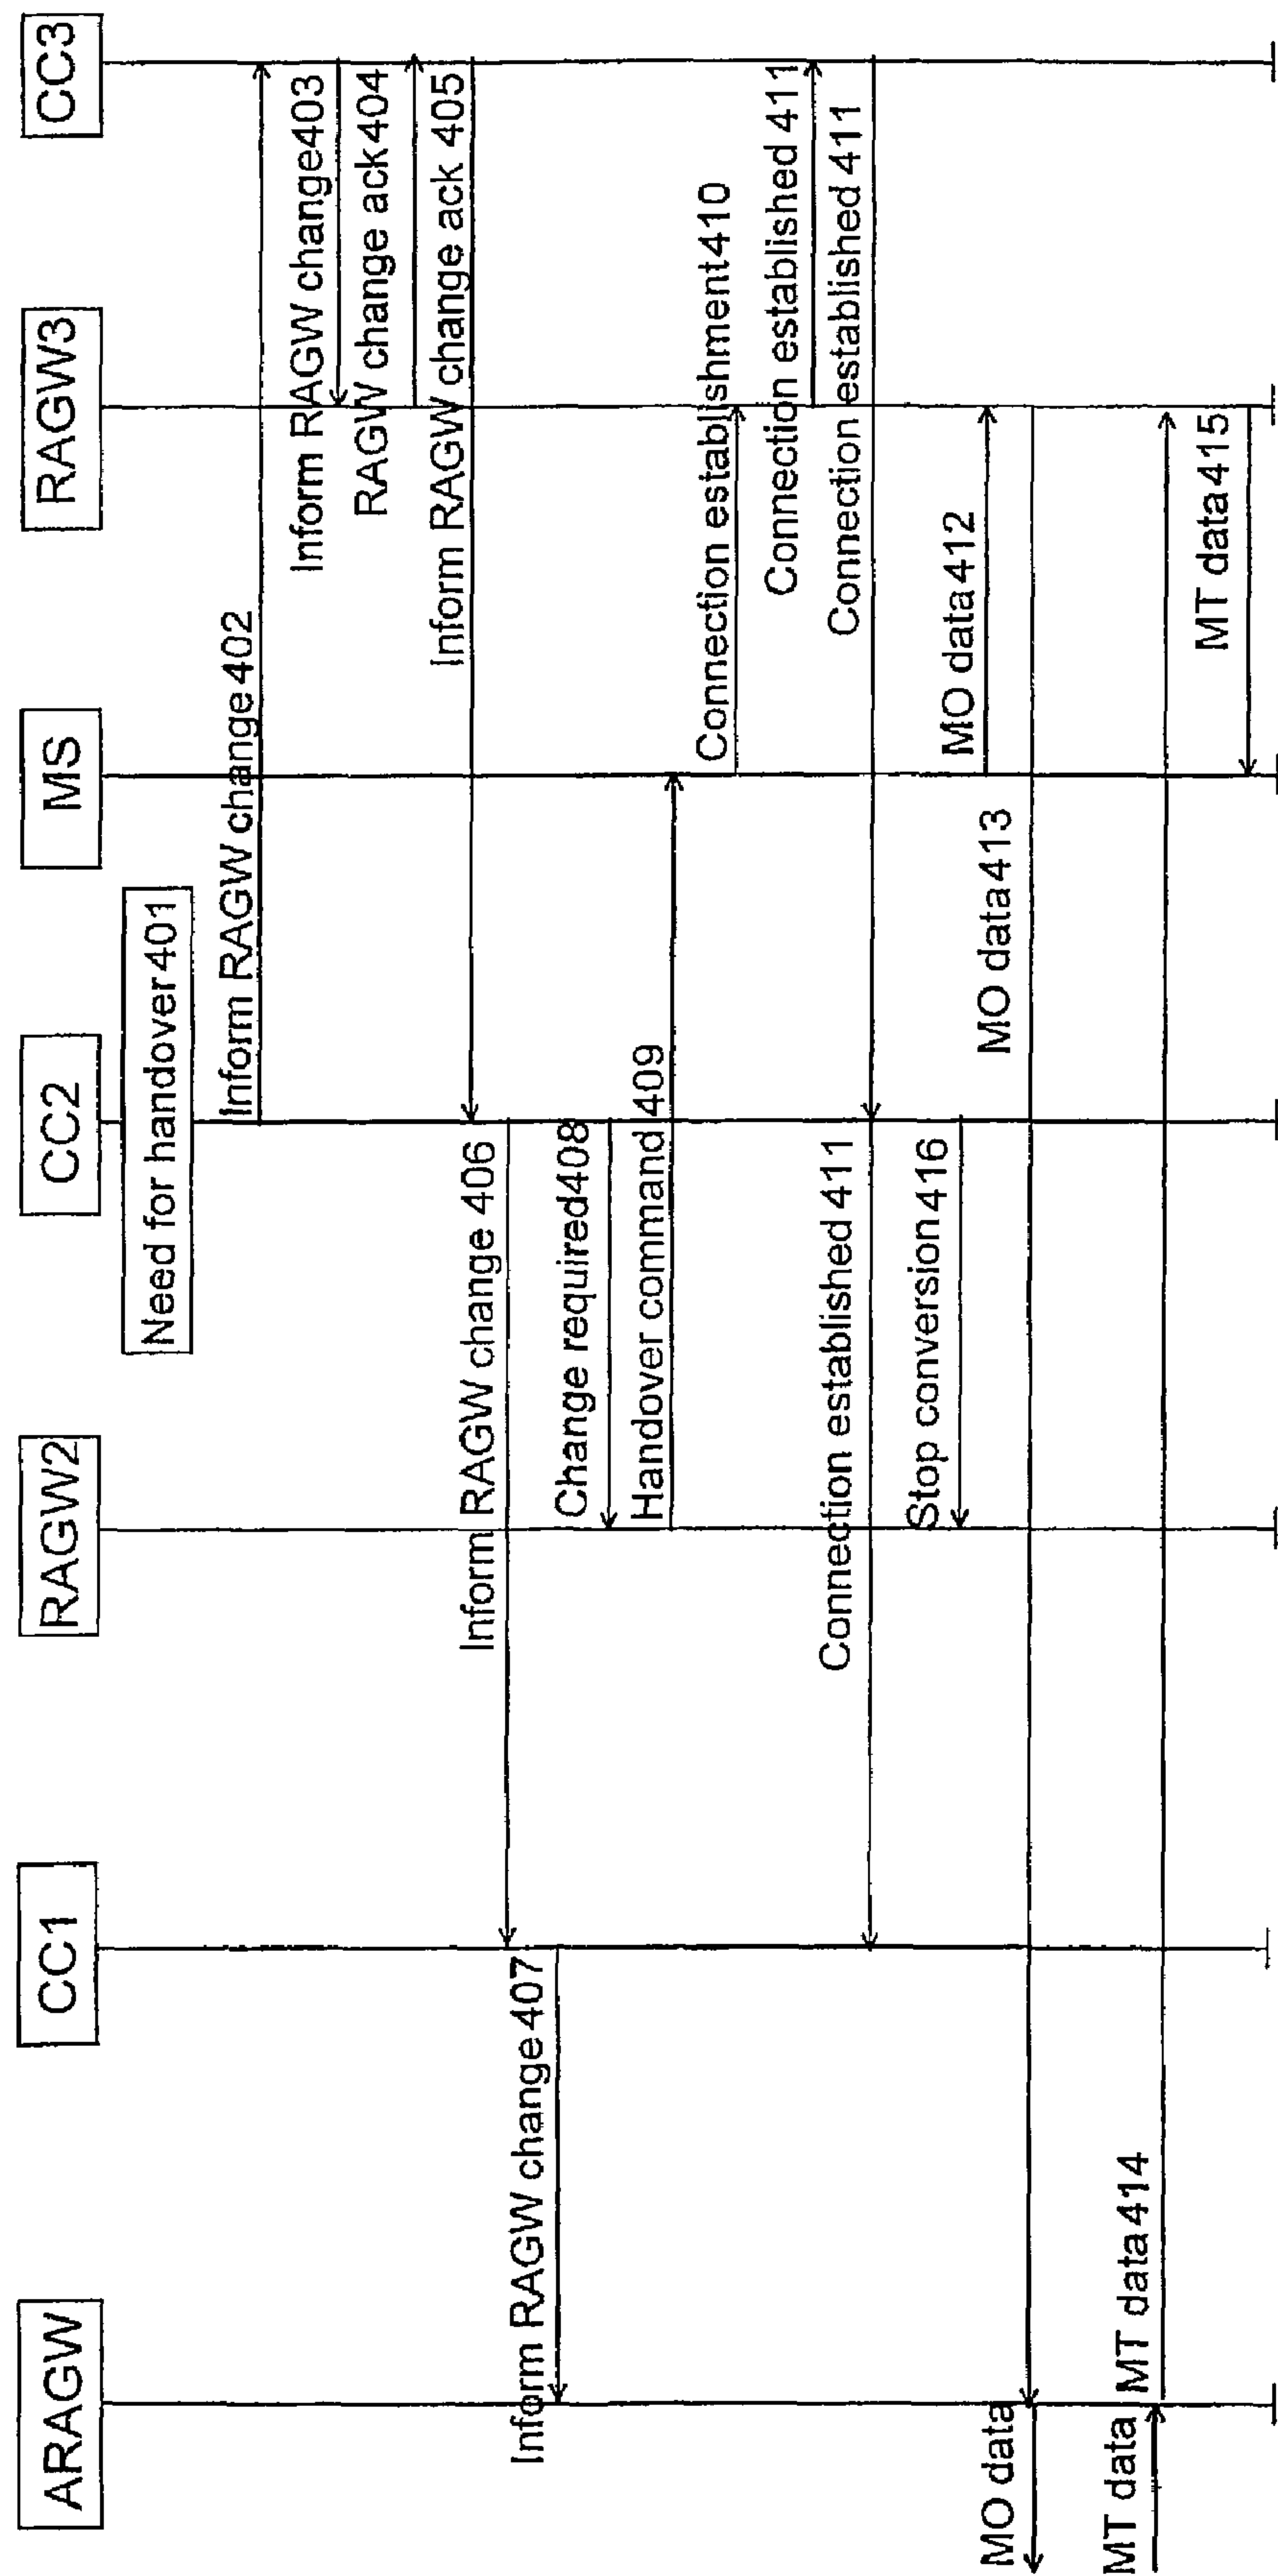 ARAGW
CC1
RAGW2
CC2
MS
RAGW3
CC3
Need for handover 401
Inform RAGW change 402
Inform RAGW change 403
RAGW change ack 404
Inform RAGW change ack 405
Inform RAGW change 406
Inform RAGW change 407
Change required 408
Handover command 409
Connection establishment 410
Connection established 411
Connection established 411
Connection established 411
Stop conversion 416
MO data 412
MO data 413
MO data
MT data
MT data 414
MT data 415